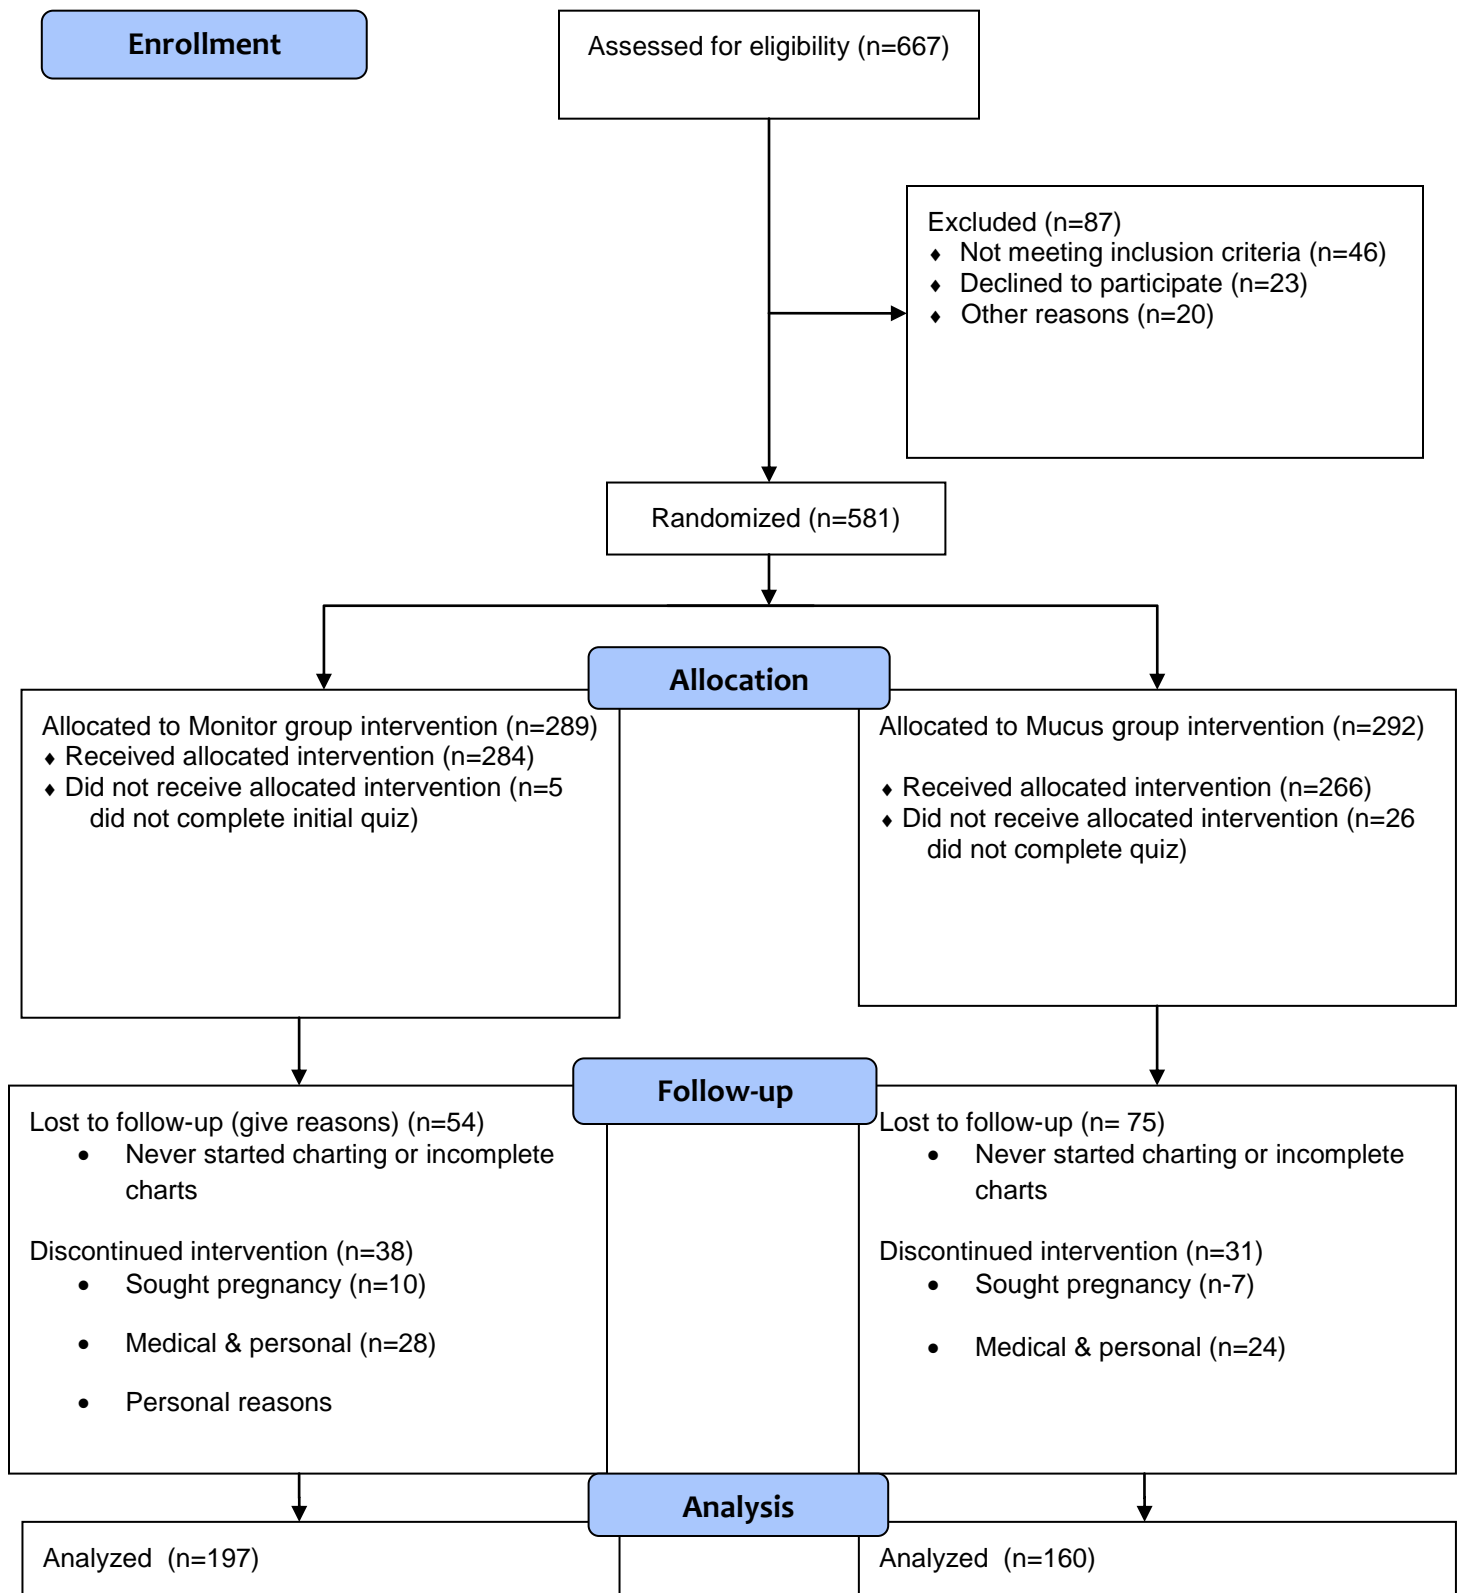 Enrollment
Assessed for eligibility (n=667)
Excluded (n=87)
♦ Not meeting inclusion criteria (n=46)
♦ Declined to participate (n=23)
♦ Other reasons (n=20)
Randomized (n=581)
Allocation
Allocated to Monitor group intervention (n=289)
♦ Received allocated intervention (n=284)
♦ Did not receive allocated intervention (n=5
did not complete initial quiz)
Allocated to Mucus group intervention (n=292)
♦ Received allocated intervention (n=266)
♦ Did not receive allocated intervention (n=26
did not complete quiz)
Follow-up
Lost to follow-up (give reasons) (n=54)
• Never started charting or incomplete
charts
Discontinued intervention (n=38)
• Sought pregnancy (n=10)
• Medical & personal (n=28)
• Personal reasons
Lost to follow-up (n= 75)
• Never started charting or incomplete
charts
Discontinued intervention (n=31)
• Sought pregnancy (n-7)
• Medical & personal (n=24)
Analysis
Analyzed (n=197)
Analyzed (n=160)